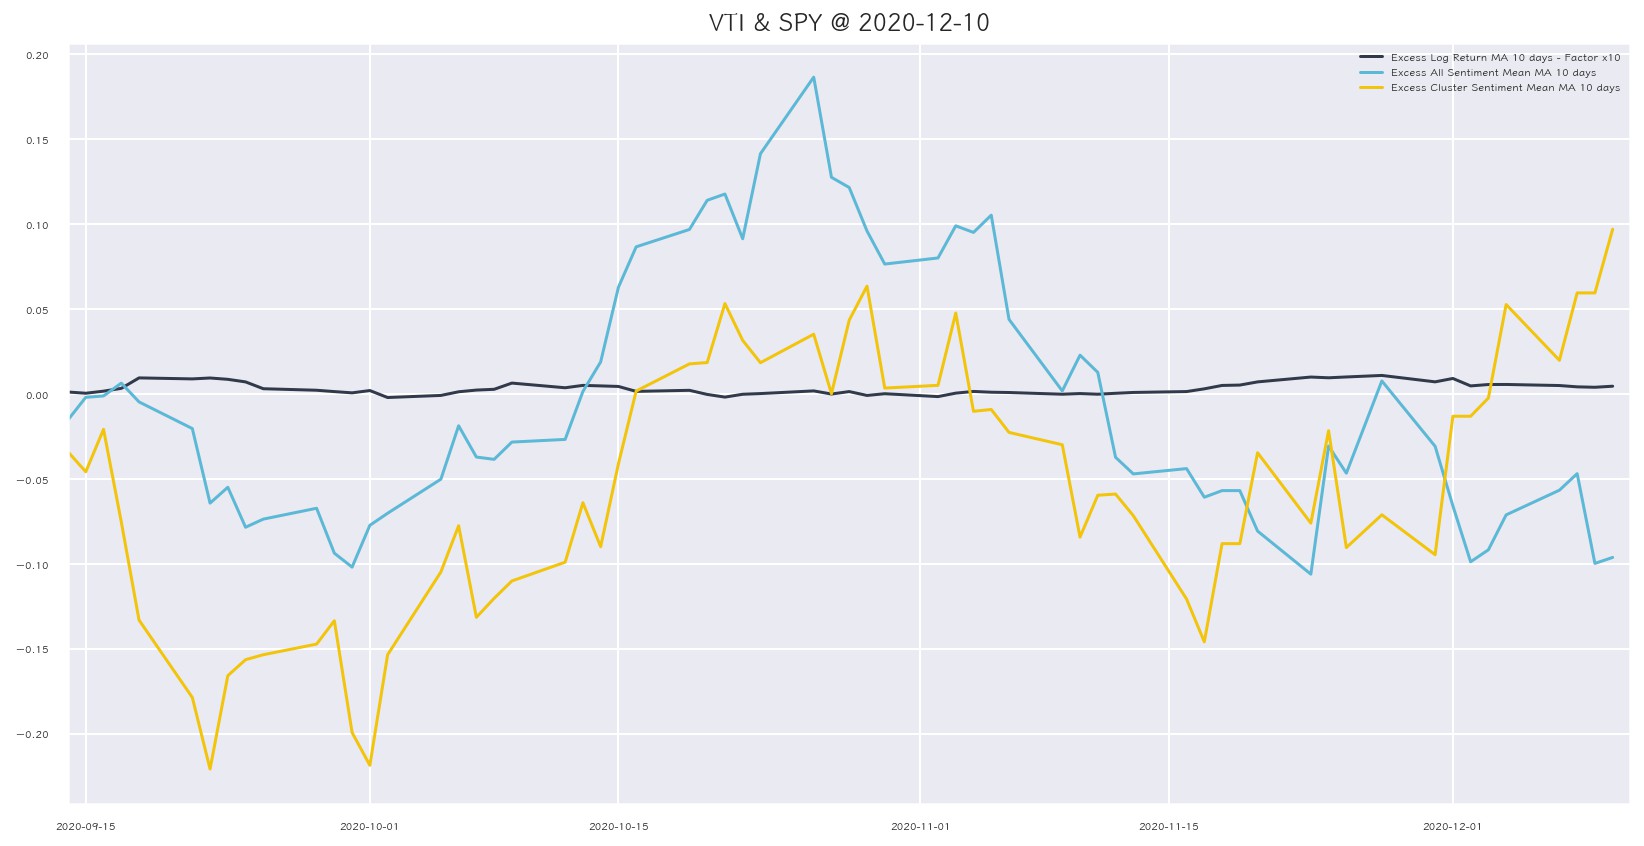 VTI & SPY @ 2020-12-10
Excess Log Return MA 10 days - Factor x10
Excess All Sentiment Mean MA 10 days
Excess Cluster Sentiment Mean MA 10 days
0.20
0.15
0.10
0.05
0.00
−0.05
−0.10
−0.15
−0.20
2020-09-15 2020-10-01 2020-10-15 2020-11-01 2020-11-15 2020-12-01